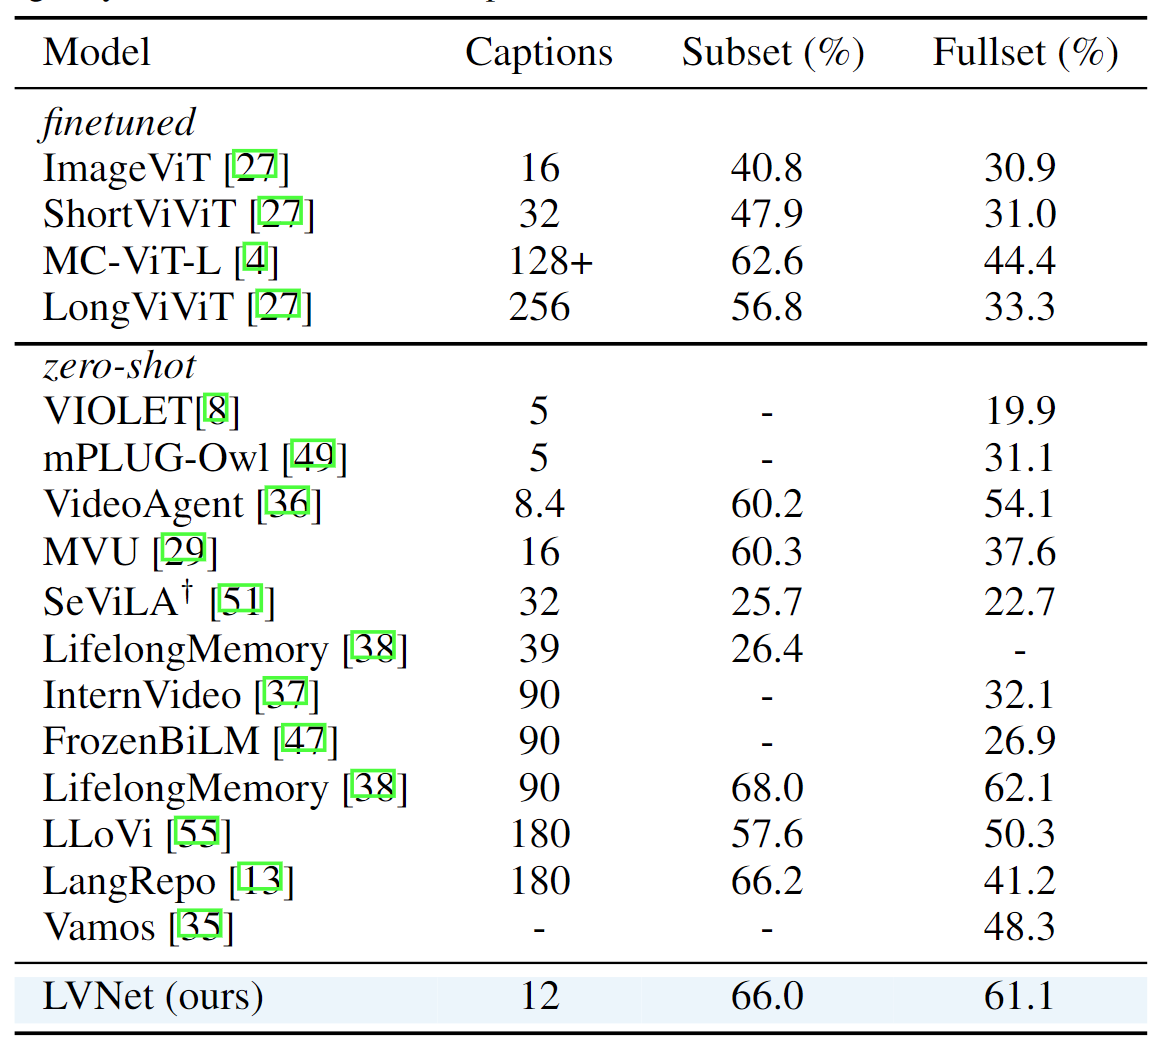 Model Captions Subset (%) Fullset (%)
finetuned
ImageViT [27] 16 40.8 30.9
ShortViViT [27] 32 47.9 31.0
MC-ViT-L [4] 128+ 62.6 44.4
LongViViT [27] 256 56.8 33.3
zero-shot
VIOLET[8] 5 - 19.9
mPLUG-Owl [49] 5 - 31.1
VideoAgent [36] 8.4 60.2 54.1
MVU [29] 16 60.3 37.6
SeViLA† [51] 32 25.7 22.7
LifelongMemory [38] 39 26.4 -
InternVideo [37] 90 - 32.1
FrozenBiLM [47] 90 - 26.9
LifelongMemory [38] 90 68.0 62.1
LLoVi [55] 180 57.6 50.3
LangRepo [13] 180 66.2 41.2
Vamos [35] - - 48.3
LVNet (ours) 12 66.0 61.1